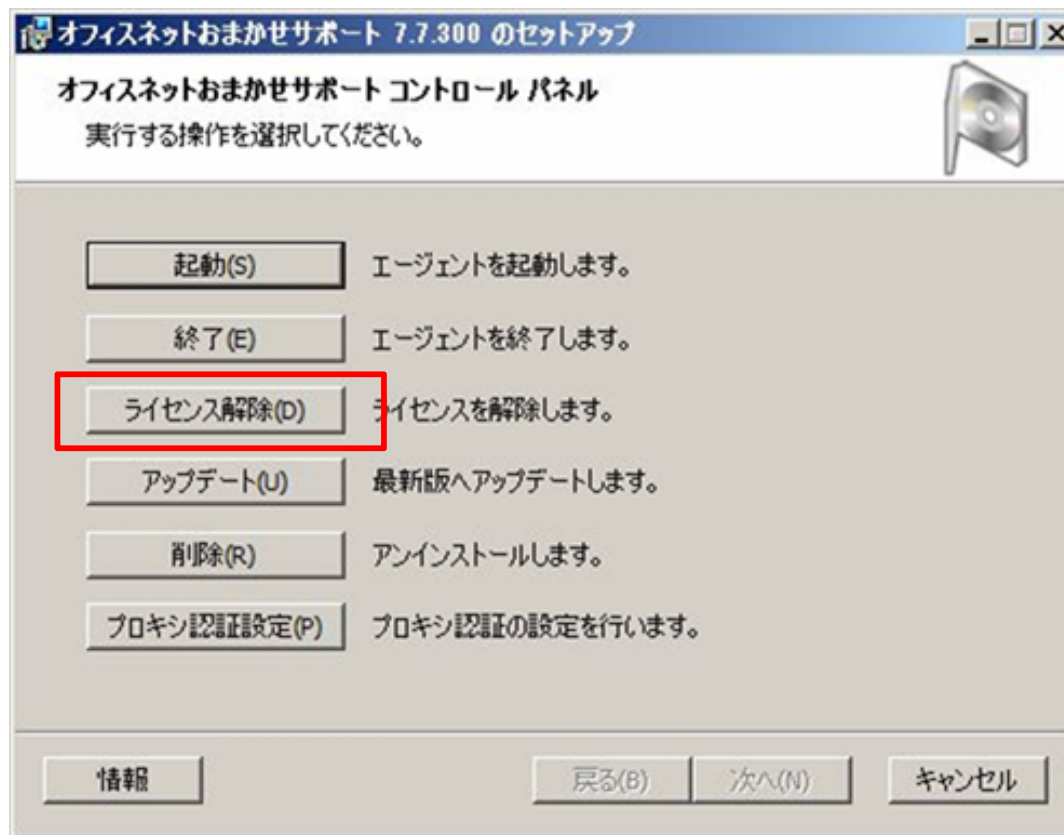 オフィスネットおまかせサポート 7.7.300 のセットアップ
オフィスネットおまかせサポート コントロール パネル
実行する操作を選択してください。
起動(S) エージェントを起動します。
終了(E) エージェントを終了します。
ライセンス解除(D) ライセンスを解除します。
アップデート(U) 最新版へアップデートします。
削除(R) アンインストールします。
プロキシ認証設定(P) プロキシ認証の設定を行います。
情報 戻る(B) 次へ(N) キャンセル